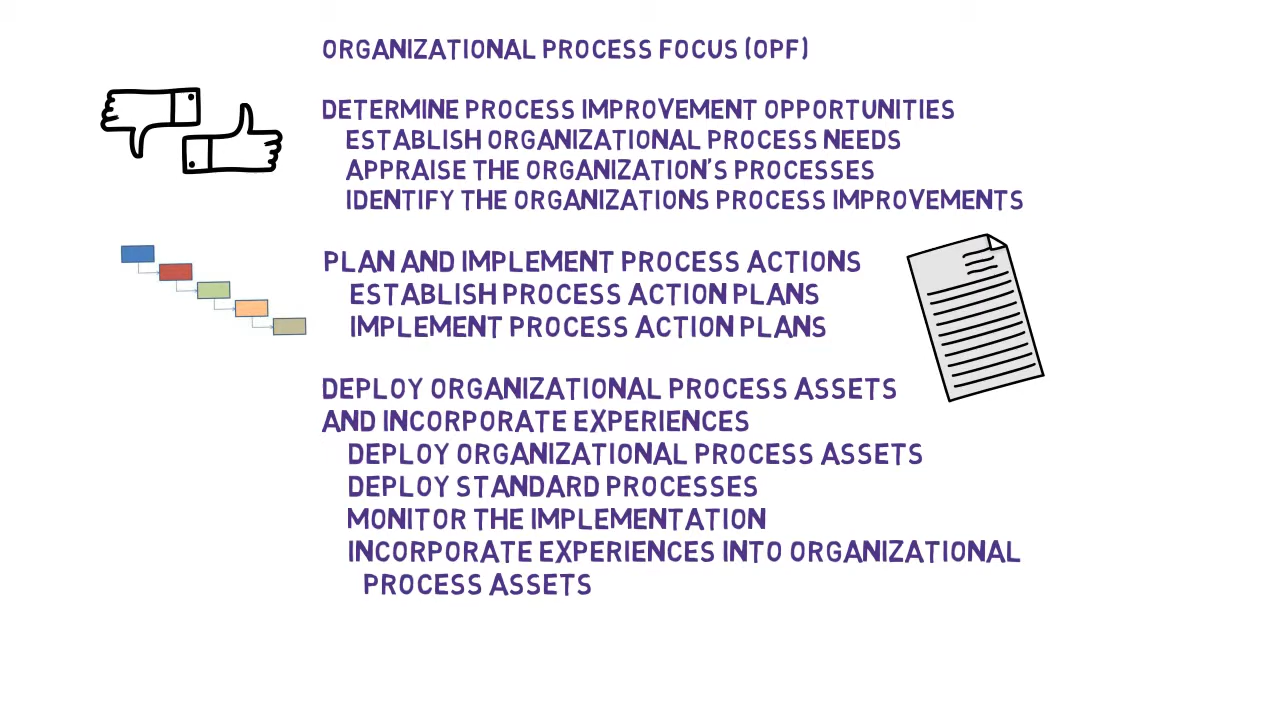 ORGANIZATIONAL PROCESS FOCUS (OPF)
DETERMINE PROCESS IMPROVEMENT OPPORTUNITIES
ESTABLISH ORGANIZATIONAL PROCESS NEEDS
APPRAISE THE ORGANIZATION'S PROCESSES
IDENTIFY THE ORGANIZATIONS PROCESS IMPROVEMENTS
PLAN AND IMPLEMENT PROCESS ACTIONS
ESTABLISH PROCESS ACTION PLANS
IMPLEMENT PROCESS ACTION PLANS
DEPLOY ORGANIZATIONAL PROCESS ASSETS
AND INCORPORATE EXPERIENCES
DEPLOY ORGANIZATIONAL PROCESS ASSETS
DEPLOY STANDARD PROCESSES
MONITOR THE IMPLEMENTATION
INCORPORATE EXPERIENCES INTO ORGANIZATIONAL
PROCESS ASSETS